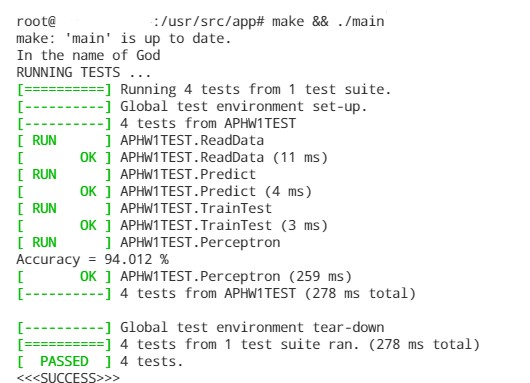 root@ :/usr/src/app# make && ./main
make: 'main' is up to date.
In the name of God
RUNNING TESTS ...
[==========] Running 4 tests from 1 test suite.
[----------] Global test environment set-up.
[----------] 4 tests from APHW1TEST
[ RUN      ] APHW1TEST.ReadData
[       OK ] APHW1TEST.ReadData (11 ms)
[ RUN      ] APHW1TEST.Predict
[       OK ] APHW1TEST.Predict (4 ms)
[ RUN      ] APHW1TEST.TrainTest
[       OK ] APHW1TEST.TrainTest (3 ms)
[ RUN      ] APHW1TEST.Perceptron
Accuracy = 94.012 %
[       OK ] APHW1TEST.Perceptron (259 ms)
[----------] 4 tests from APHW1TEST (278 ms total)

[----------] Global test environment tear-down
[==========] 4 tests from 1 test suite ran. (278 ms total)
[  PASSED  ] 4 tests.
<<<SUCCESS>>>